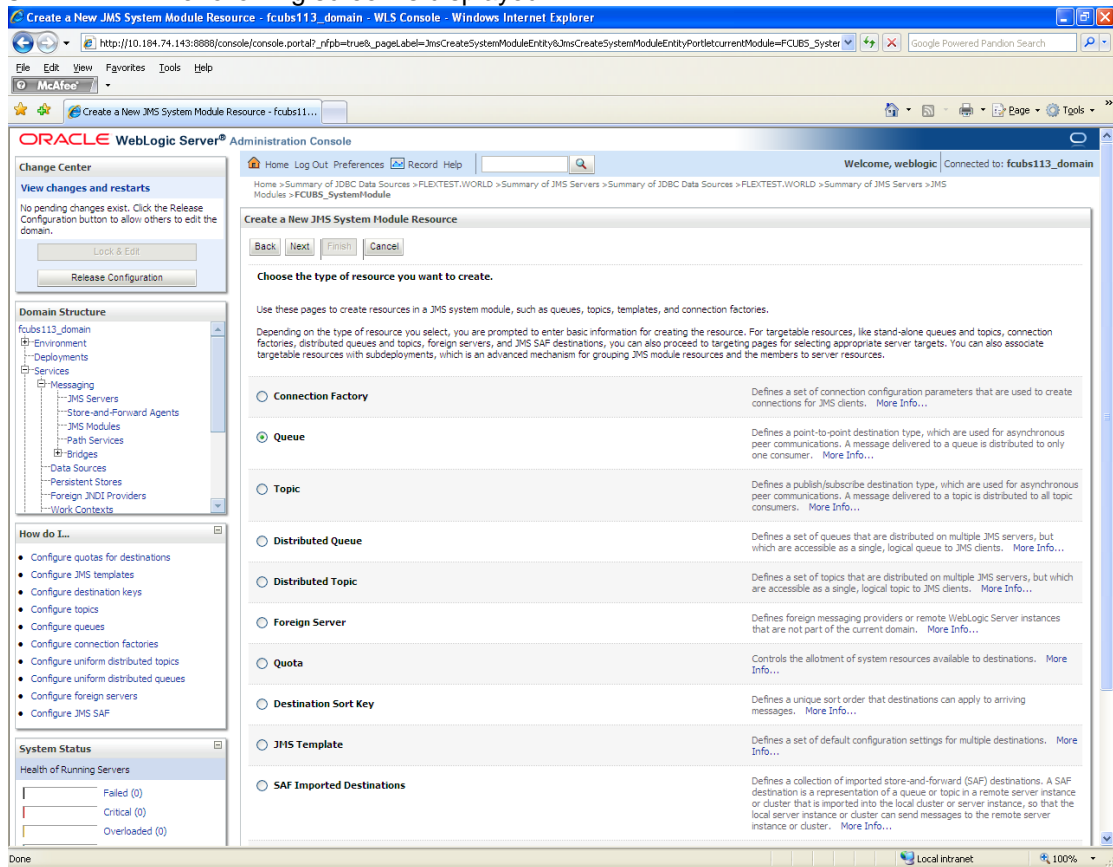 Create a New JMS System Module Resource - fcubs113_domain - WLS Console - Windows Internet Explorer
http://10.184.74.143:8888/console/console.portal?_nfpb=true&_pageLabel=JmsCreateSystemModuleEntity&JmsCreateSystemModuleEntityPortletcurrentModule=FCUBS_System
Google Powered Pandion Search
File Edit View Favorites Tools Help
McAfee
Create a New JMS System Module Resource - fcubs11...
Page Tools
ORACLE WebLogic Server® Administration Console
Change Center
View changes and restarts
No pending changes exist. Click the Release
Configuration button to allow others to edit the
domain.
Lock & Edit
Release Configuration
Domain Structure
fcubs113_domain
Environment
Deployments
Services
Messaging
JMS Servers
Store-and-Forward Agents
JMS Modules
Path Services
Bridges
Data Sources
Persistent Stores
Foreign JNDI Providers
Work Contexts
How do I...
Configure quotas for destinations
Configure JMS templates
Configure destination keys
Configure topics
Configure queues
Configure connection factories
Configure uniform distributed topics
Configure uniform distributed queues
Configure foreign servers
Configure JMS SAF
System Status
Health of Running Servers
Failed (0)
Critical (0)
Overloaded (0)
Home Log Out Preferences Record Help
Welcome, weblogic Connected to: fcubs113_domain
Home >Summary of JDBC Data Sources >FLEXTEST.WORLD >Summary of JMS Servers >Summary of JDBC Data Sources >FLEXTEST.WORLD >Summary of JMS Servers >JMS
Modules >FCUBS_SystemModule
Create a New JMS System Module Resource
Back Next Finish Cancel
Choose the type of resource you want to create.
Use these pages to create resources in a JMS system module, such as queues, topics, templates, and connection factories.
Depending on the type of resource you select, you are prompted to enter basic information for creating the resource. For targetable resources, like stand-alone queues and topics, connection
factories, distributed queues and topics, foreign servers, and JMS SAF destinations, you can also proceed to targeting pages for selecting appropriate server targets. You can also associate
targetable resources with subdeployments, which is an advanced mechanism for grouping JMS module resources and the members to server resources.
Connection Factory
Defines a set of connection configuration parameters that are used to create
connections for JMS clients. More Info...
Queue
Defines a point-to-point destination type, which are used for asynchronous
peer communications. A message delivered to a queue is distributed to only
one consumer. More Info...
Topic
Defines a publish/subscribe destination type, which are used for asynchronous
peer communications. A message delivered to a topic is distributed to all topic
consumers. More Info...
Distributed Queue
Defines a set of queues that are distributed on multiple JMS servers, but
which are accessible as a single, logical queue to JMS clients. More Info...
Distributed Topic
Defines a set of topics that are distributed on multiple JMS servers, but which
are accessible as a single, logical topic to JMS clients. More Info...
Foreign Server
Defines foreign messaging providers or remote WebLogic Server instances
that are not part of the current domain. More Info...
Quota
Controls the allotment of system resources available to destinations. More
Info...
Destination Sort Key
Defines a unique sort order that destinations can apply to arriving
messages. More Info...
JMS Template
Defines a set of default configuration settings for multiple destinations. More
Info...
SAF Imported Destinations
Defines a collection of imported store-and-forward (SAF) destinations. A SAF
destination is a representation of a queue or topic in a remote server instance
or cluster that is imported into the local cluster or server instance, so that the
local server instance or cluster can send messages to the remote server
instance or cluster. More Info...
Done
Local intranet
100%